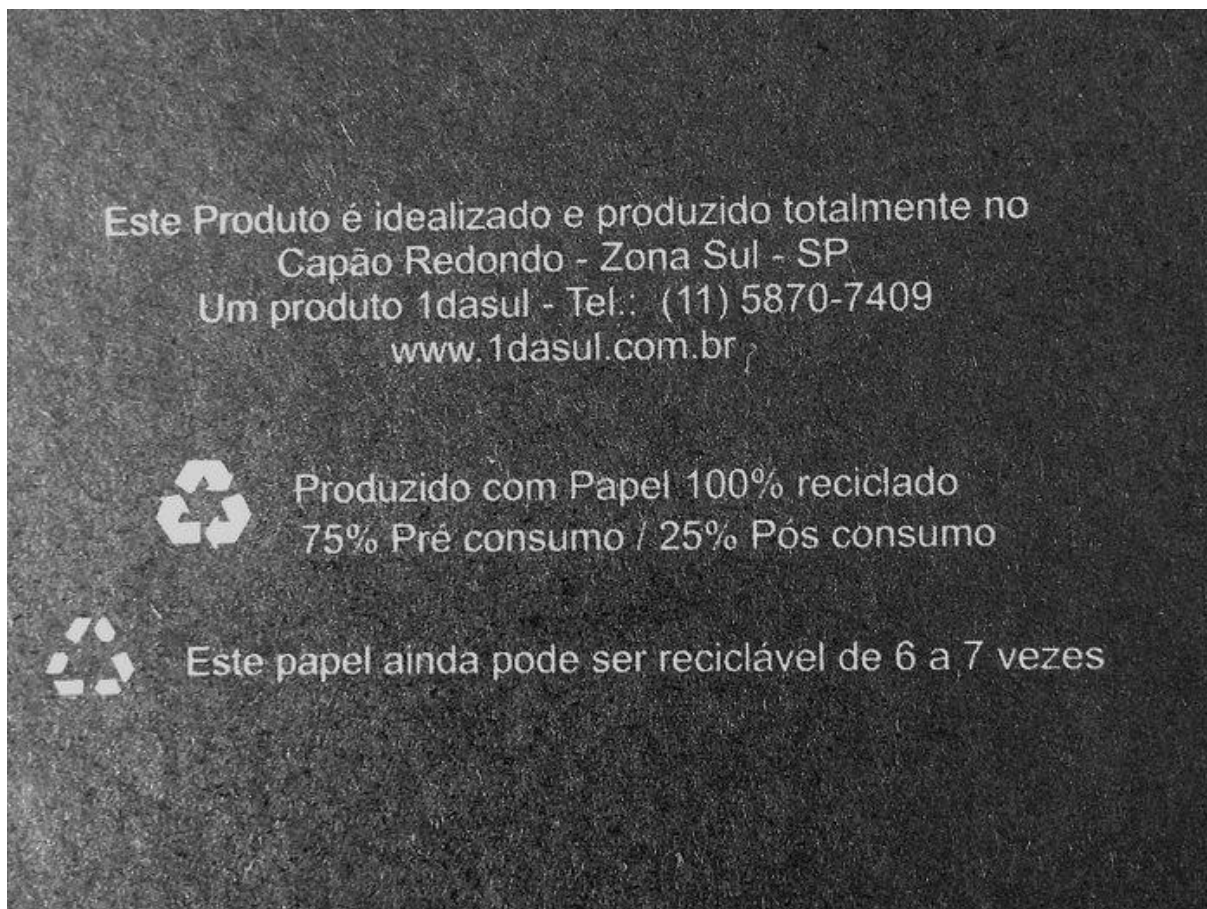 Este Produto é idealizado e produzido totalmente no
Capão Redondo - Zona Sul - SP
Um produto 1dasul - Tel.: (11) 5870-7409
www.1dasul.com.br
Produzido com Papel 100% reciclado
75% Pré consumo / 25% Pós consumo
Este papel ainda pode ser reciclável de 6 a 7 vezes